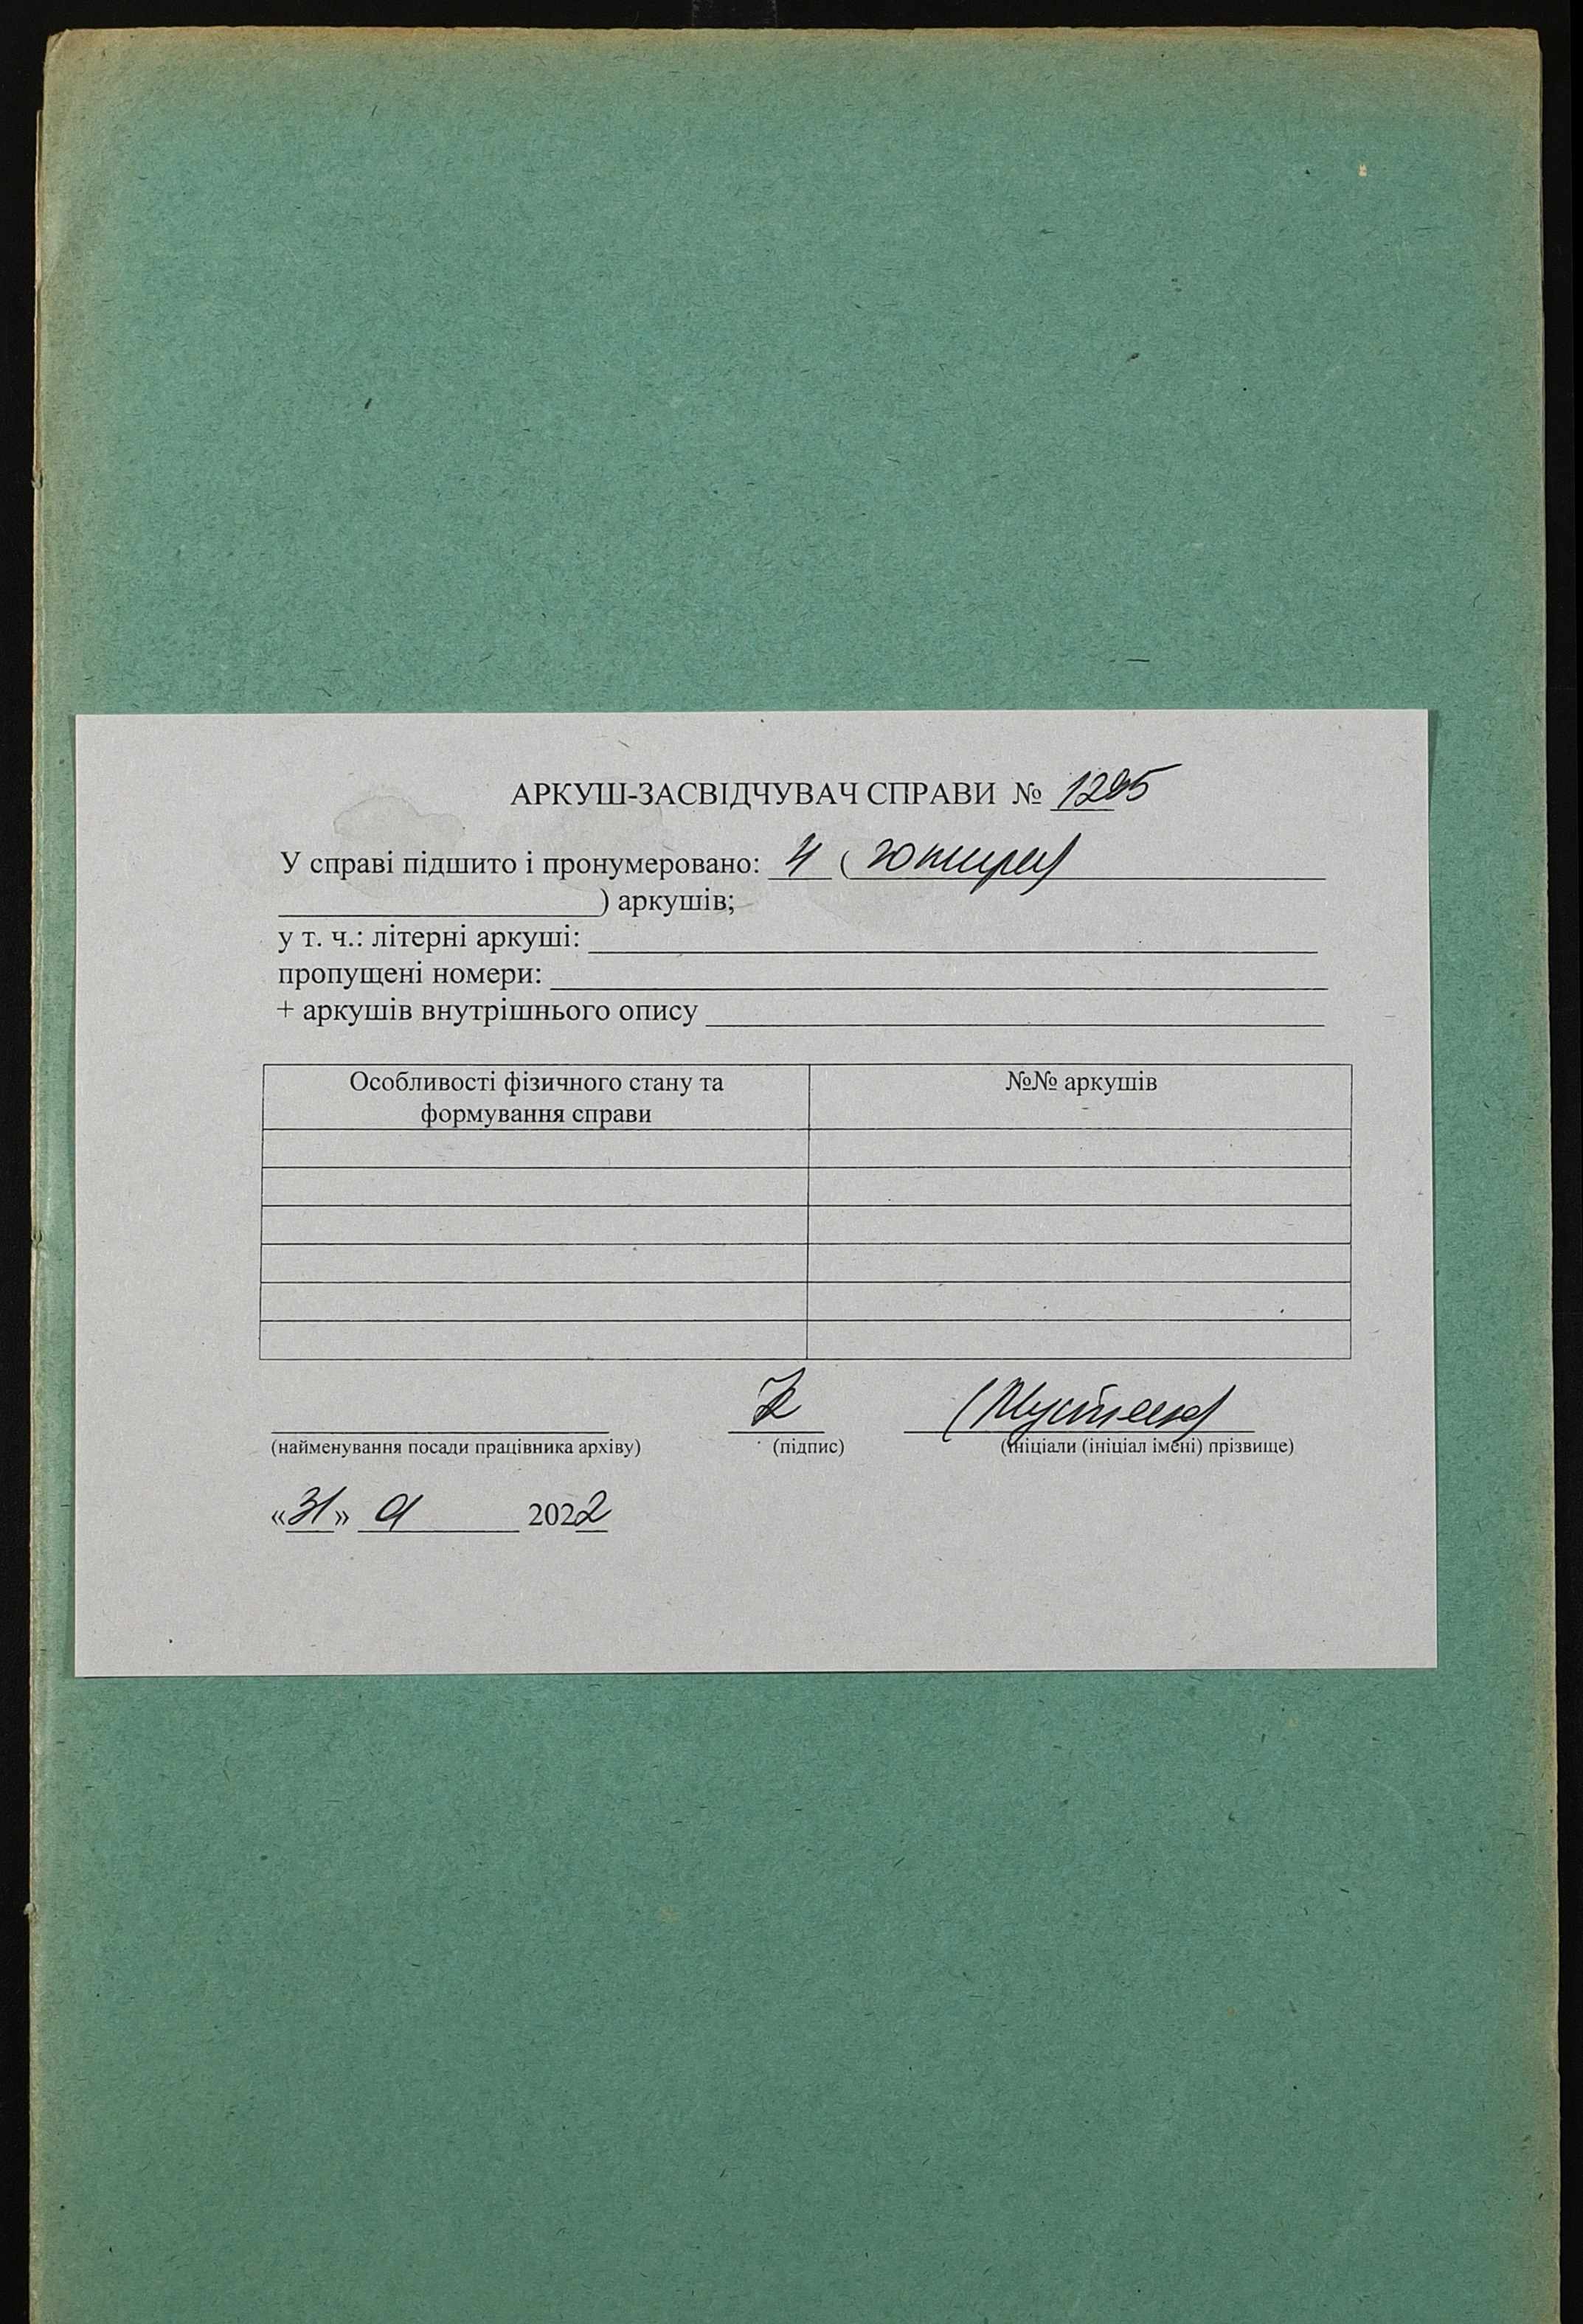 АРКУШ-ЗАСВІДЧУВАЧ СПРАВИ № 1295
У справі підшито і пронумеровано: 4 (чотири
) аркушів;
у т. ч.: літерні аркуші:
пропущені номери:
+ аркушів внутрішнього опису
Особливості фізичного стану та
формування справи
№№ аркушів
(найменування посади працівника архіву)
(підпис)
(ініціали (ініціал імені) прізвище)
«31» 2022